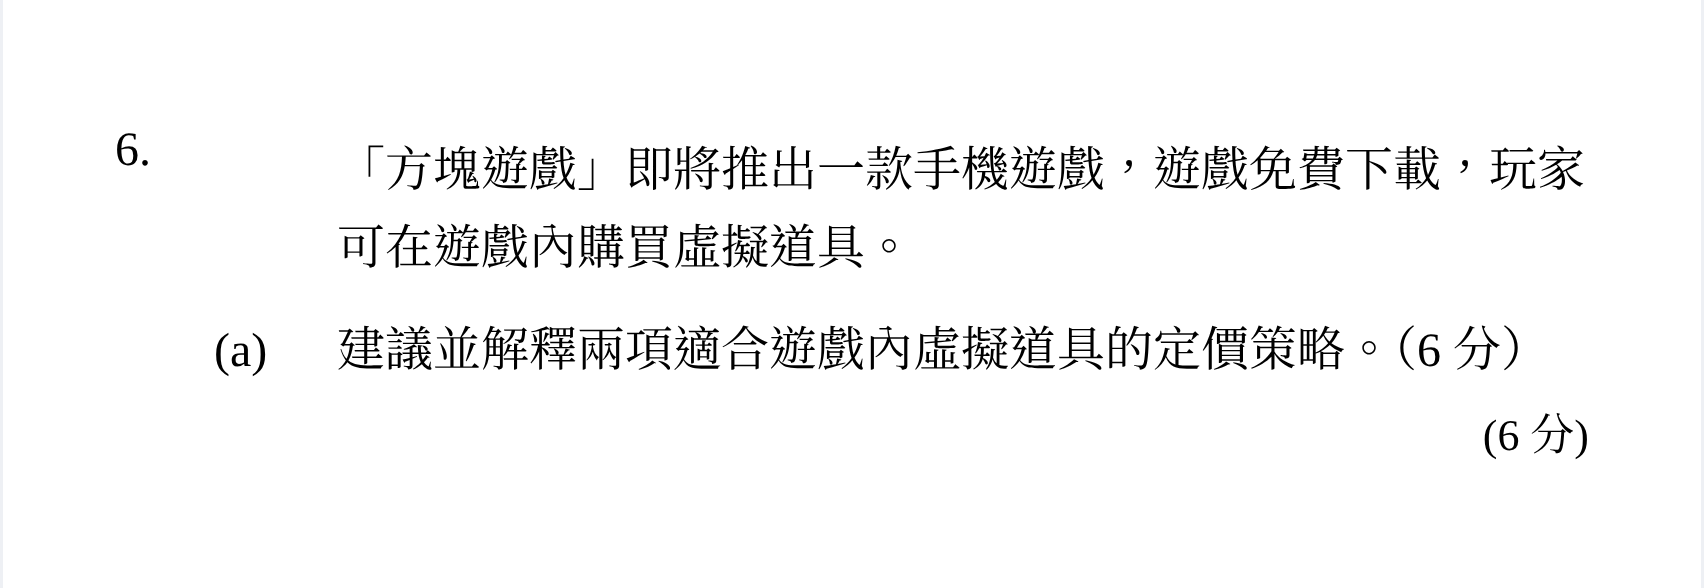 6.
「方塊遊戲」即將推出一款手機遊戲，遊戲免費下載，玩家
可在遊戲內購買虛擬道具。
(a) 建議並解釋兩項適合遊戲內虛擬道具的定價策略。（6 分）
(6 分)